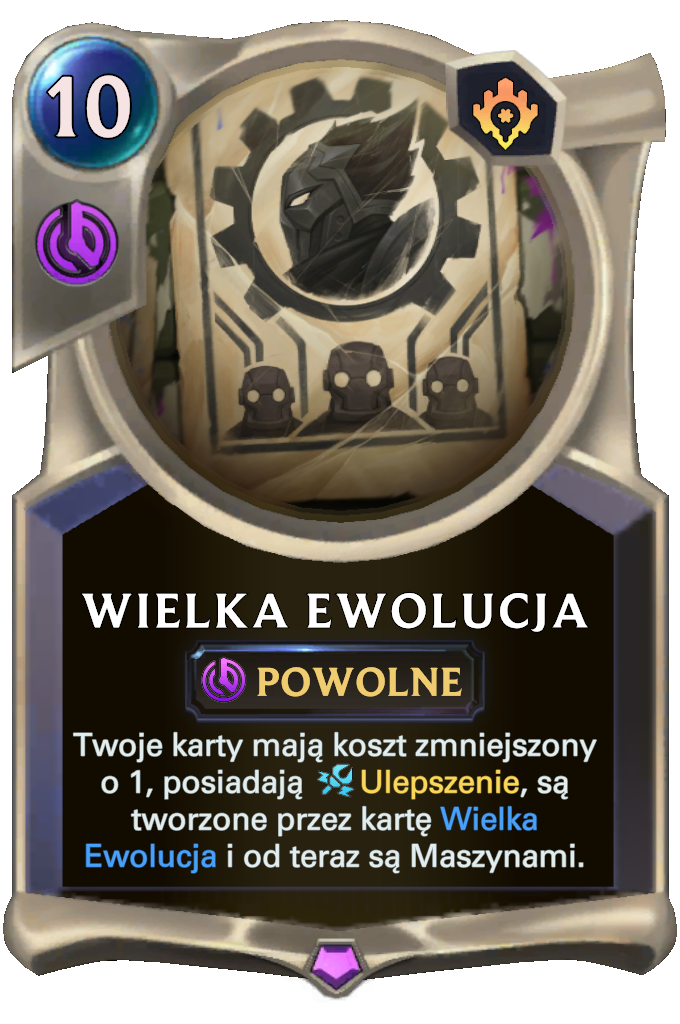 10
WIELKA EWOLUCJA
POWOLNE
Twoje karty mają koszt zmniejszony
o 1, posiadają Ulepszenie, są
tworzone przez kartę Wielka
Ewolucja i od teraz są Maszynami.